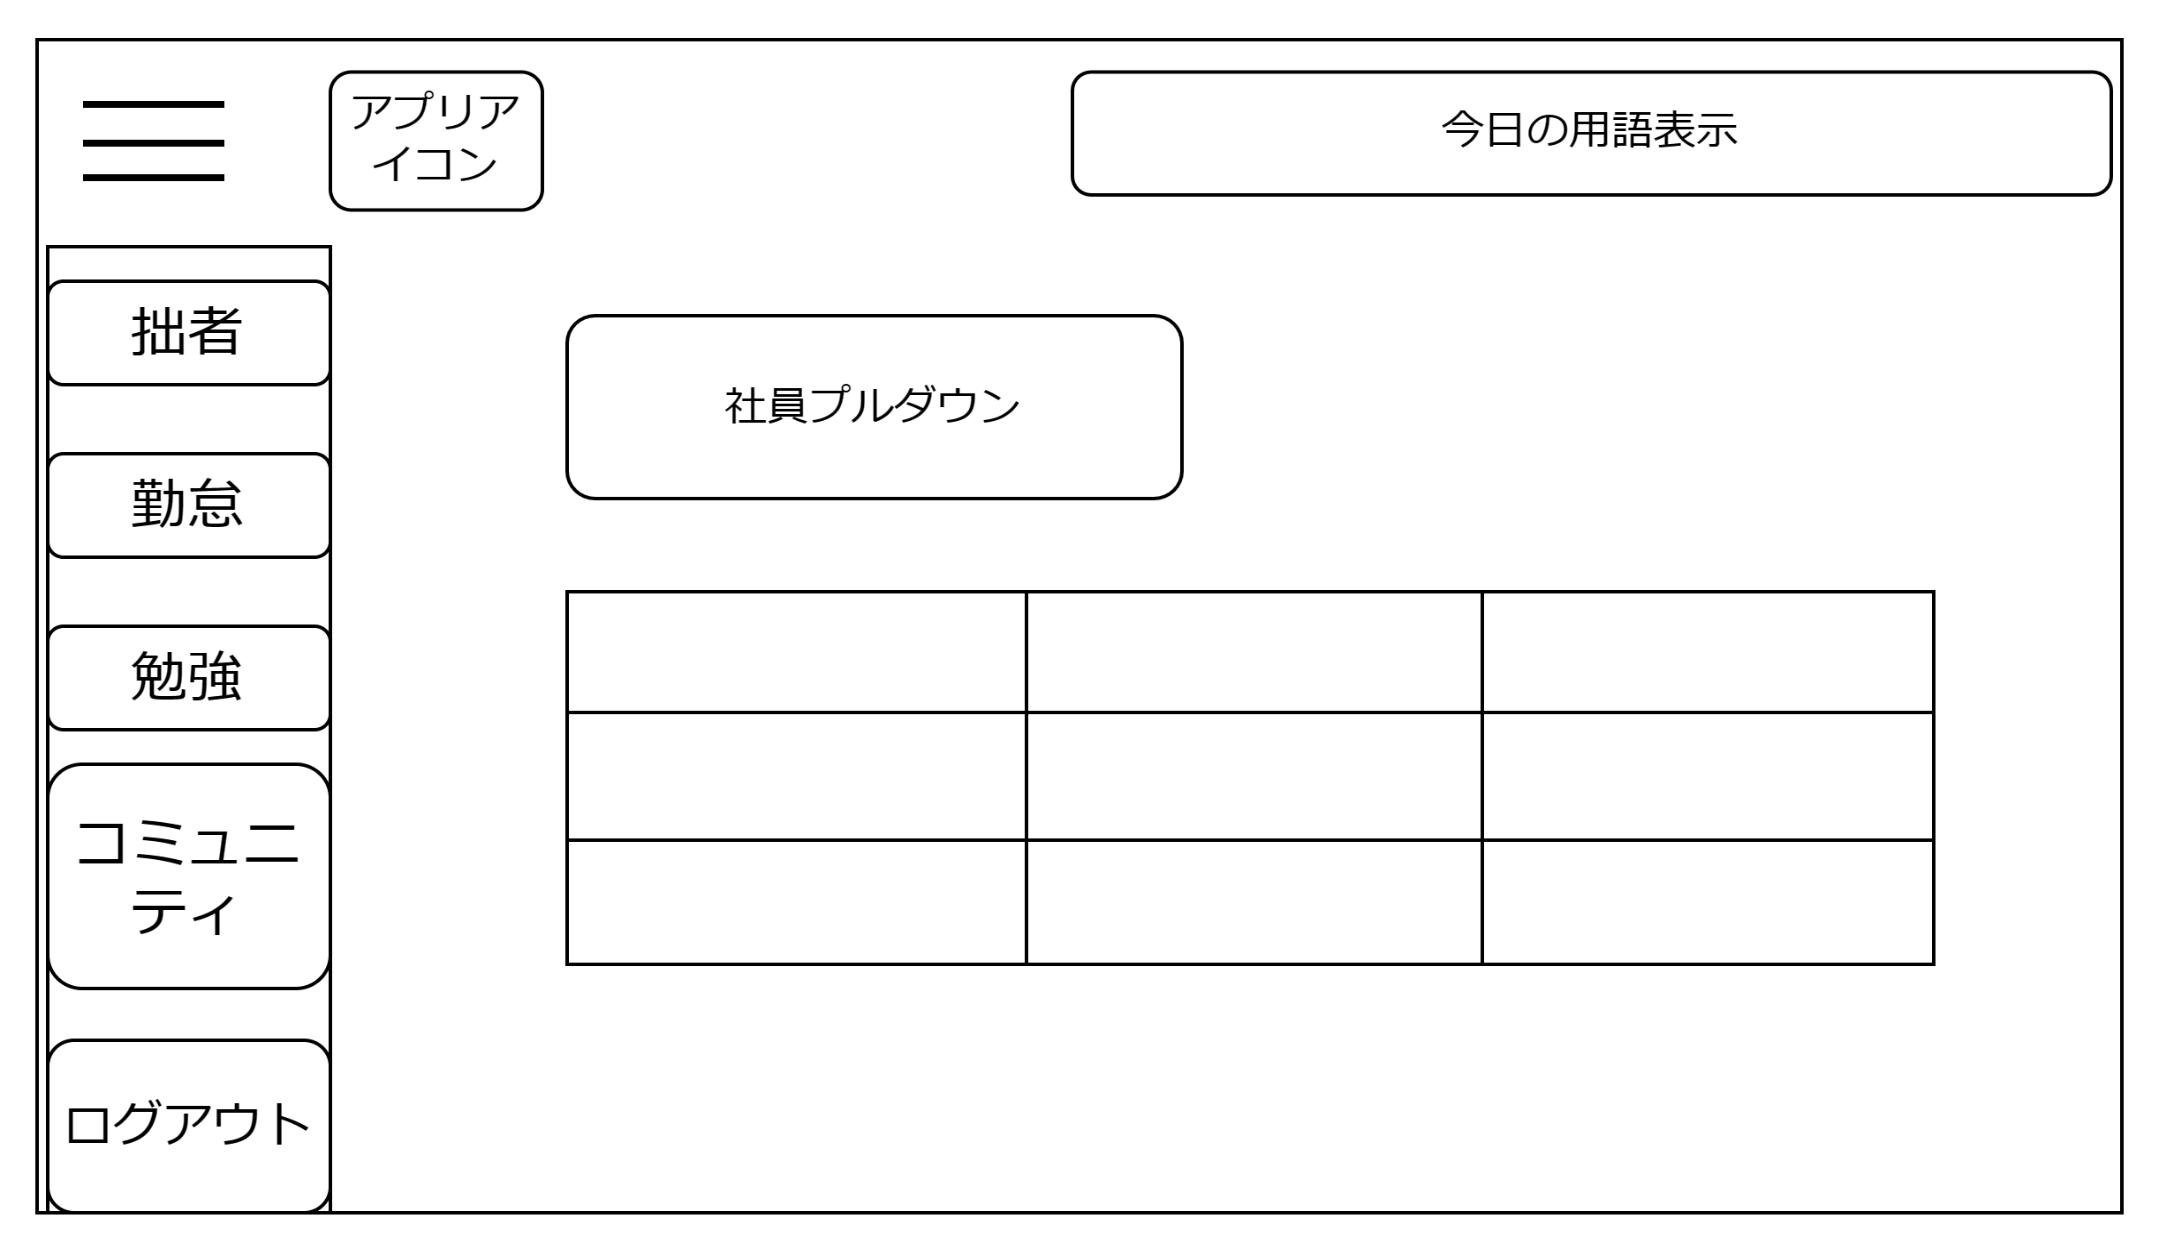 アプリア
イコン
今日の用語表示
拙者
社員プルダウン
勤怠
勉強
コミュニ
ティ
ログアウト